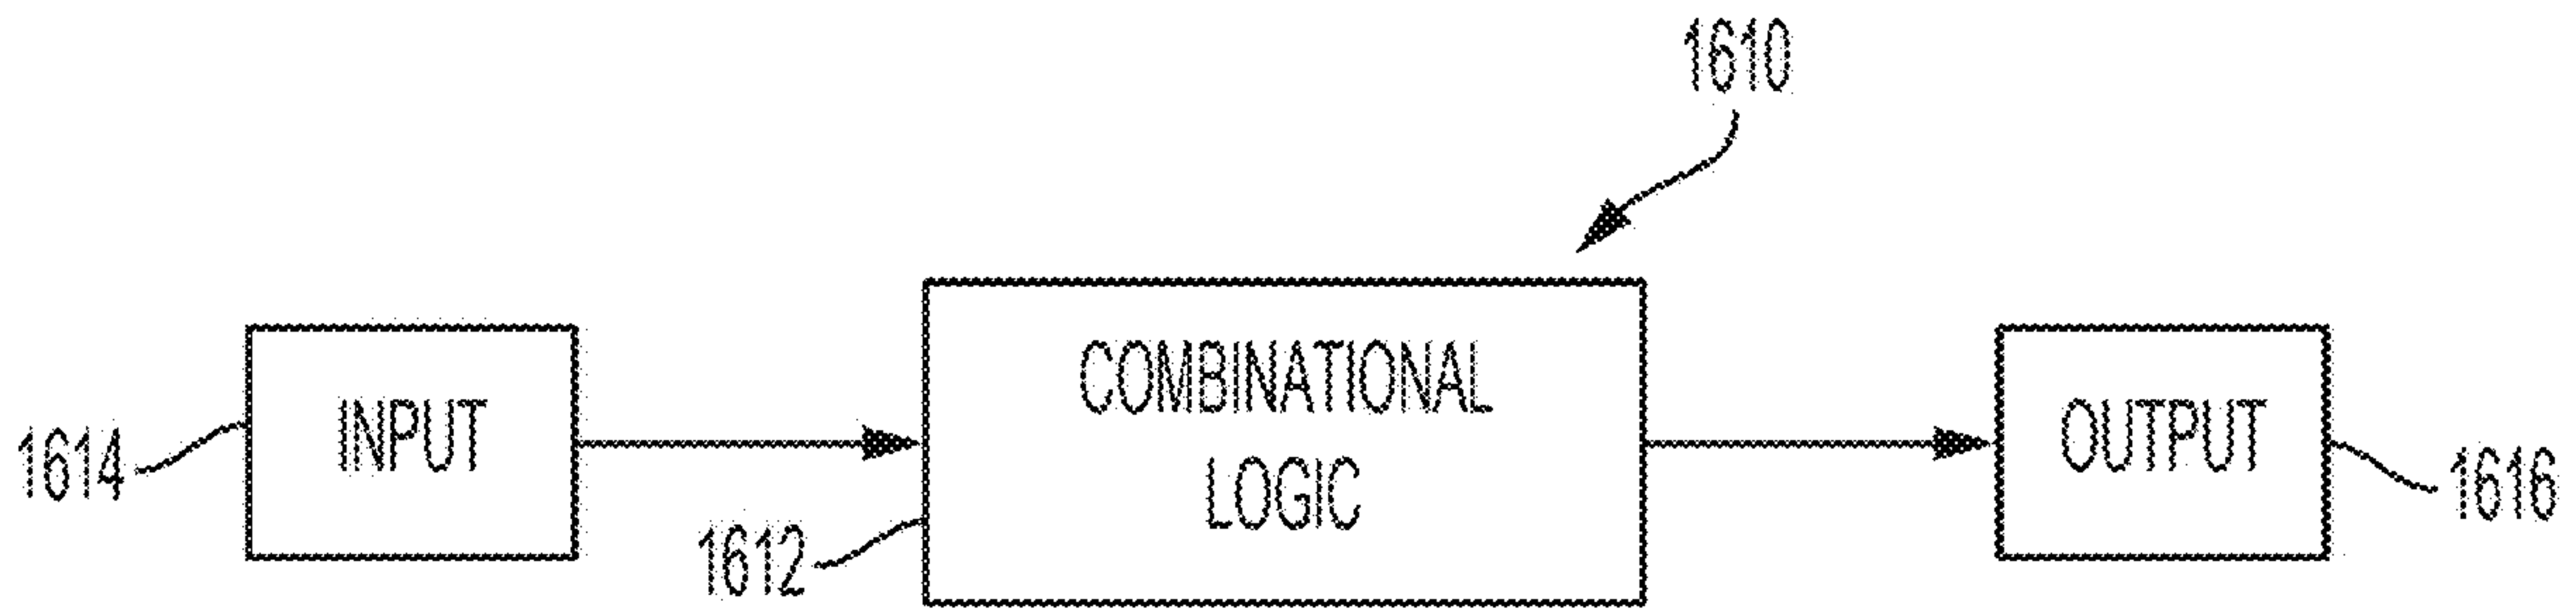 1610
INPUT
COMBINATIONAL
LOGIC
OUTPUT
1614
1612
1616